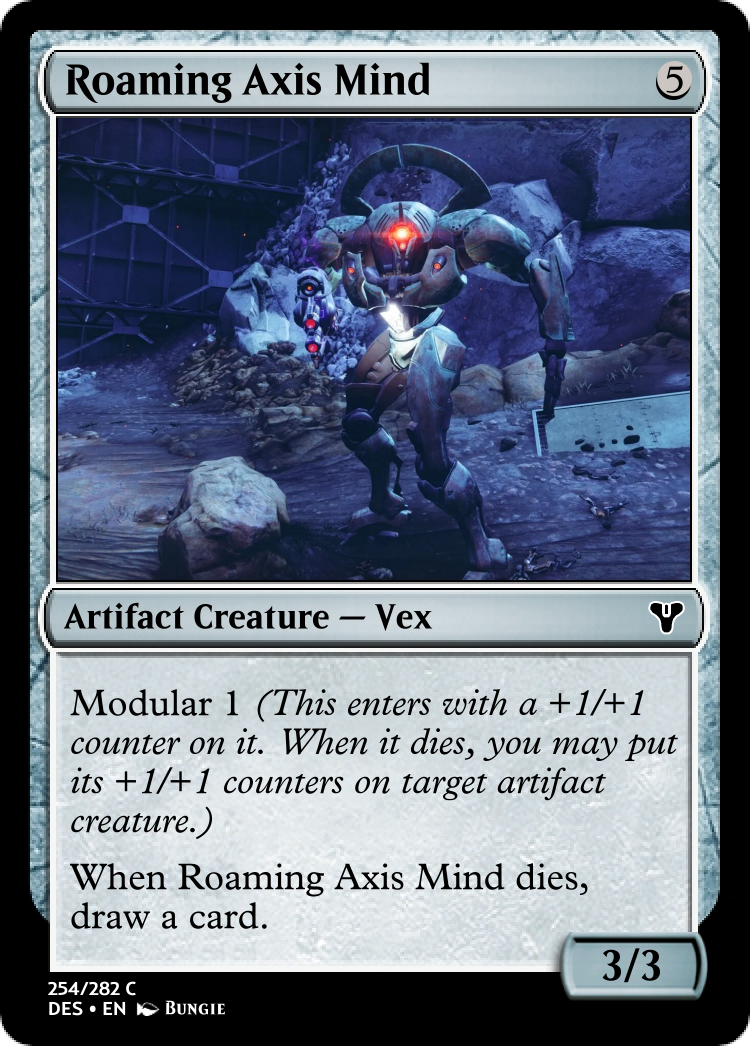 Roaming Axis Mind 5
Artifact Creature — Vex
Modular 1 (This enters with a +1/+1
counter on it. When it dies, you may put
its +1/+1 counters on target artifact
creature.)
When Roaming Axis Mind dies,
draw a card.
3/3
254/282 C
DES • EN Bungie